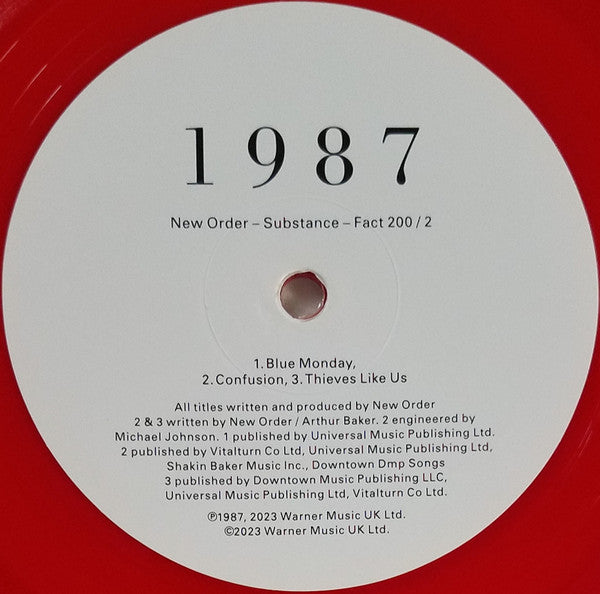 1987
New Order – Substance – Fact 200 / 2
1. Blue Monday,
2. Confusion, 3. Thieves Like Us
All titles written and produced by New Order
2 & 3 written by New Order / Arthur Baker. 2 engineered by
Michael Johnson. 1 published by Universal Music Publishing Ltd.
2 published by Vitalturn Co Ltd, Universal Music Publishing Ltd,
Shakin Baker Music Inc., Downtown Dmp Songs
3 published by Downtown Music Publishing LLC,
Universal Music Publishing Ltd, Vitalturn Co Ltd.
℗1987, 2023 Warner Music UK Ltd.
©2023 Warner Music UK Ltd.